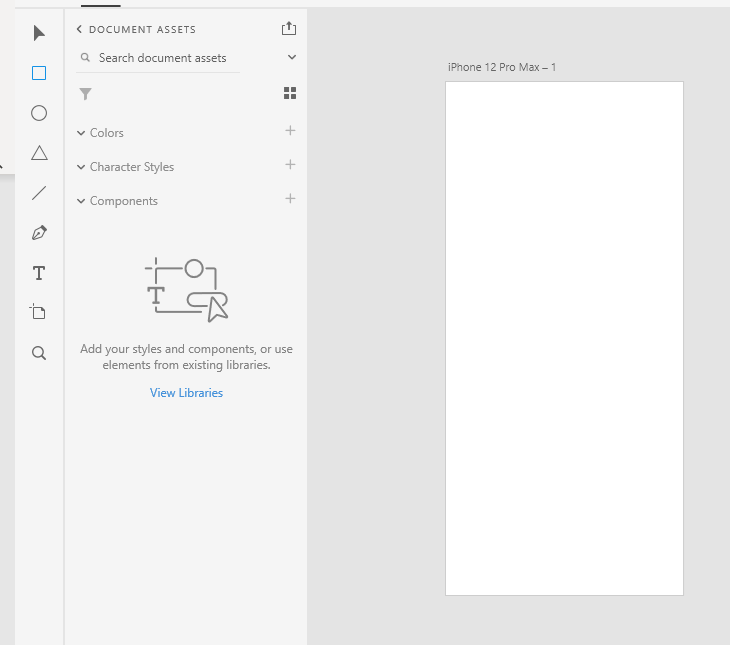 DOCUMENT ASSETS
Search document assets
Colors
Character Styles
Components
Add your styles and components, or use
elements from existing libraries.
View Libraries
iPhone 12 Pro Max – 1